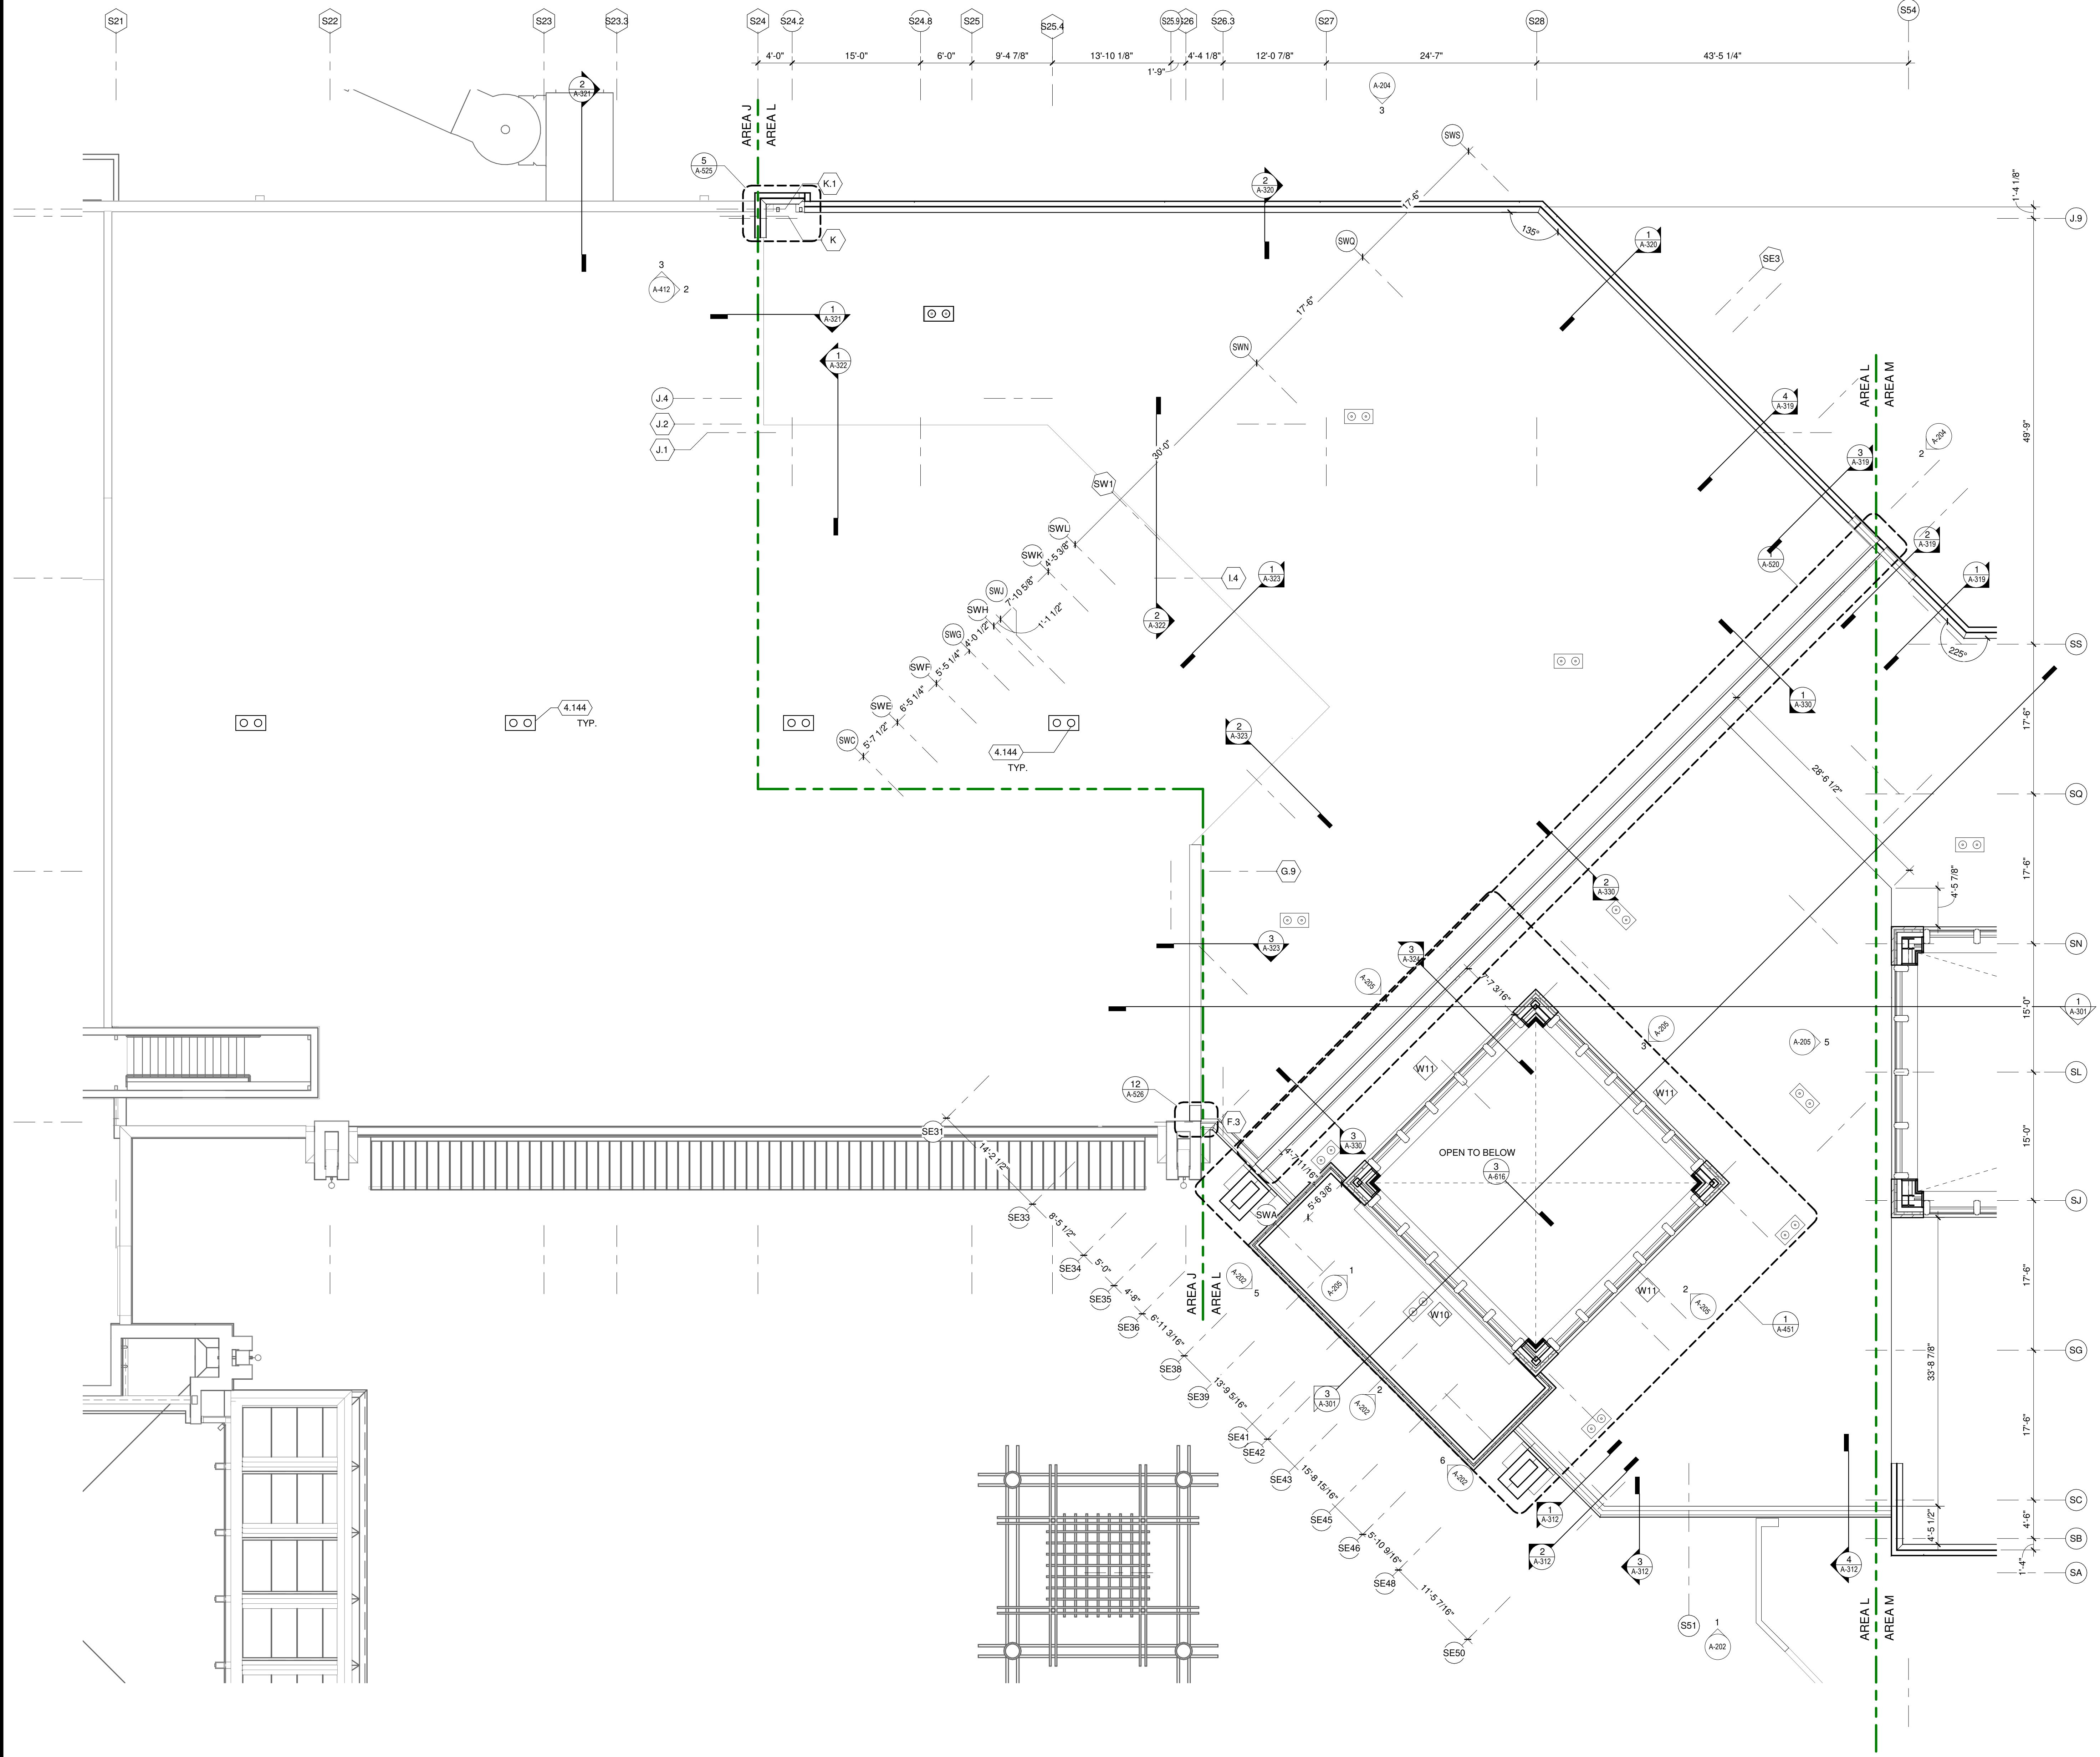 S21
S22
S23
S23.3
S24
S24.2
S24.8
S25
S25.4
S25.9
S26
S26.3
S27
S28
S54
4'-0"
15'-0"
6'-0"
9'-4 7/8"
13'-10 1/8"
1'-9"
4'-4 1/8"
12'-0 7/8"
24'-7"
43'-5 1/4"
2
A-321
A-204
3
AREA J
AREA L
5
A-525
K.1
K
2
A-320
SWS
17'-6"
135°
1
A-320
1'-4 1/8"
J.9
SWQ
SE3
3
A-412
2
1
A-321
17'-6"
1
A-322
SWN
J.4
J.2
J.1
30'-0"
4
A-319
AREA L
AREA M
A-204
2
3
A-319
49'-9"
SW1
SWL
4'-5 3/8"
SWK
7'-10 5/8"
SWJ
1'-1 1/2"
SWH
4'-0 1/2"
SWG
5'-5 1/4"
SWF
6'-5 1/4"
SWE
5'-7 1/2"
SWC
I.4
1
A-323
2
A-322
A-520
2
A-319
1
A-319
225°
SS
1
A-330
17'-6"
4.144
TYP.
4.144
TYP.
2
A-323
28'-6 1/2"
SQ
G.9
2
A-330
17'-6"
4'-5 7/8"
3
A-323
3
A-324
A-205
7'-7 3/16"
SN
15'-0"
1
A-301
A-205
3
A-205
5
W11
W11
SL
12
A-526
F.3
SE31
14'-2 1/2"
3
A-330
4'-7 11/16"
5'-6 3/8"
OPEN TO BELOW
3
A-616
15'-0"
SJ
SE33
SWA
8'-5 1/2"
SE34
5'-0"
SE35
4'-8"
SE36
6'-11 3/16"
SE38
SE39
13'-9 5/16"
SE41
SE42
SE43
15'-8 15/16"
SE45
SE46
5'-10 9/16"
SE48
11'-5 7/16"
SE50
AREA J
AREA L
A-202
5
A-205
1
W10
W11
2
A-205
1
A-451
17'-6"
SG
33'-8 7/8"
3
A-301
2
A-202
6
A-202
17'-6"
1
A-312
2
A-312
3
A-312
4
A-312
SC
4'-6"
4'-5 1/2"
SB
1'-4"
SA
S51
1
A-202
AREA L
AREA M